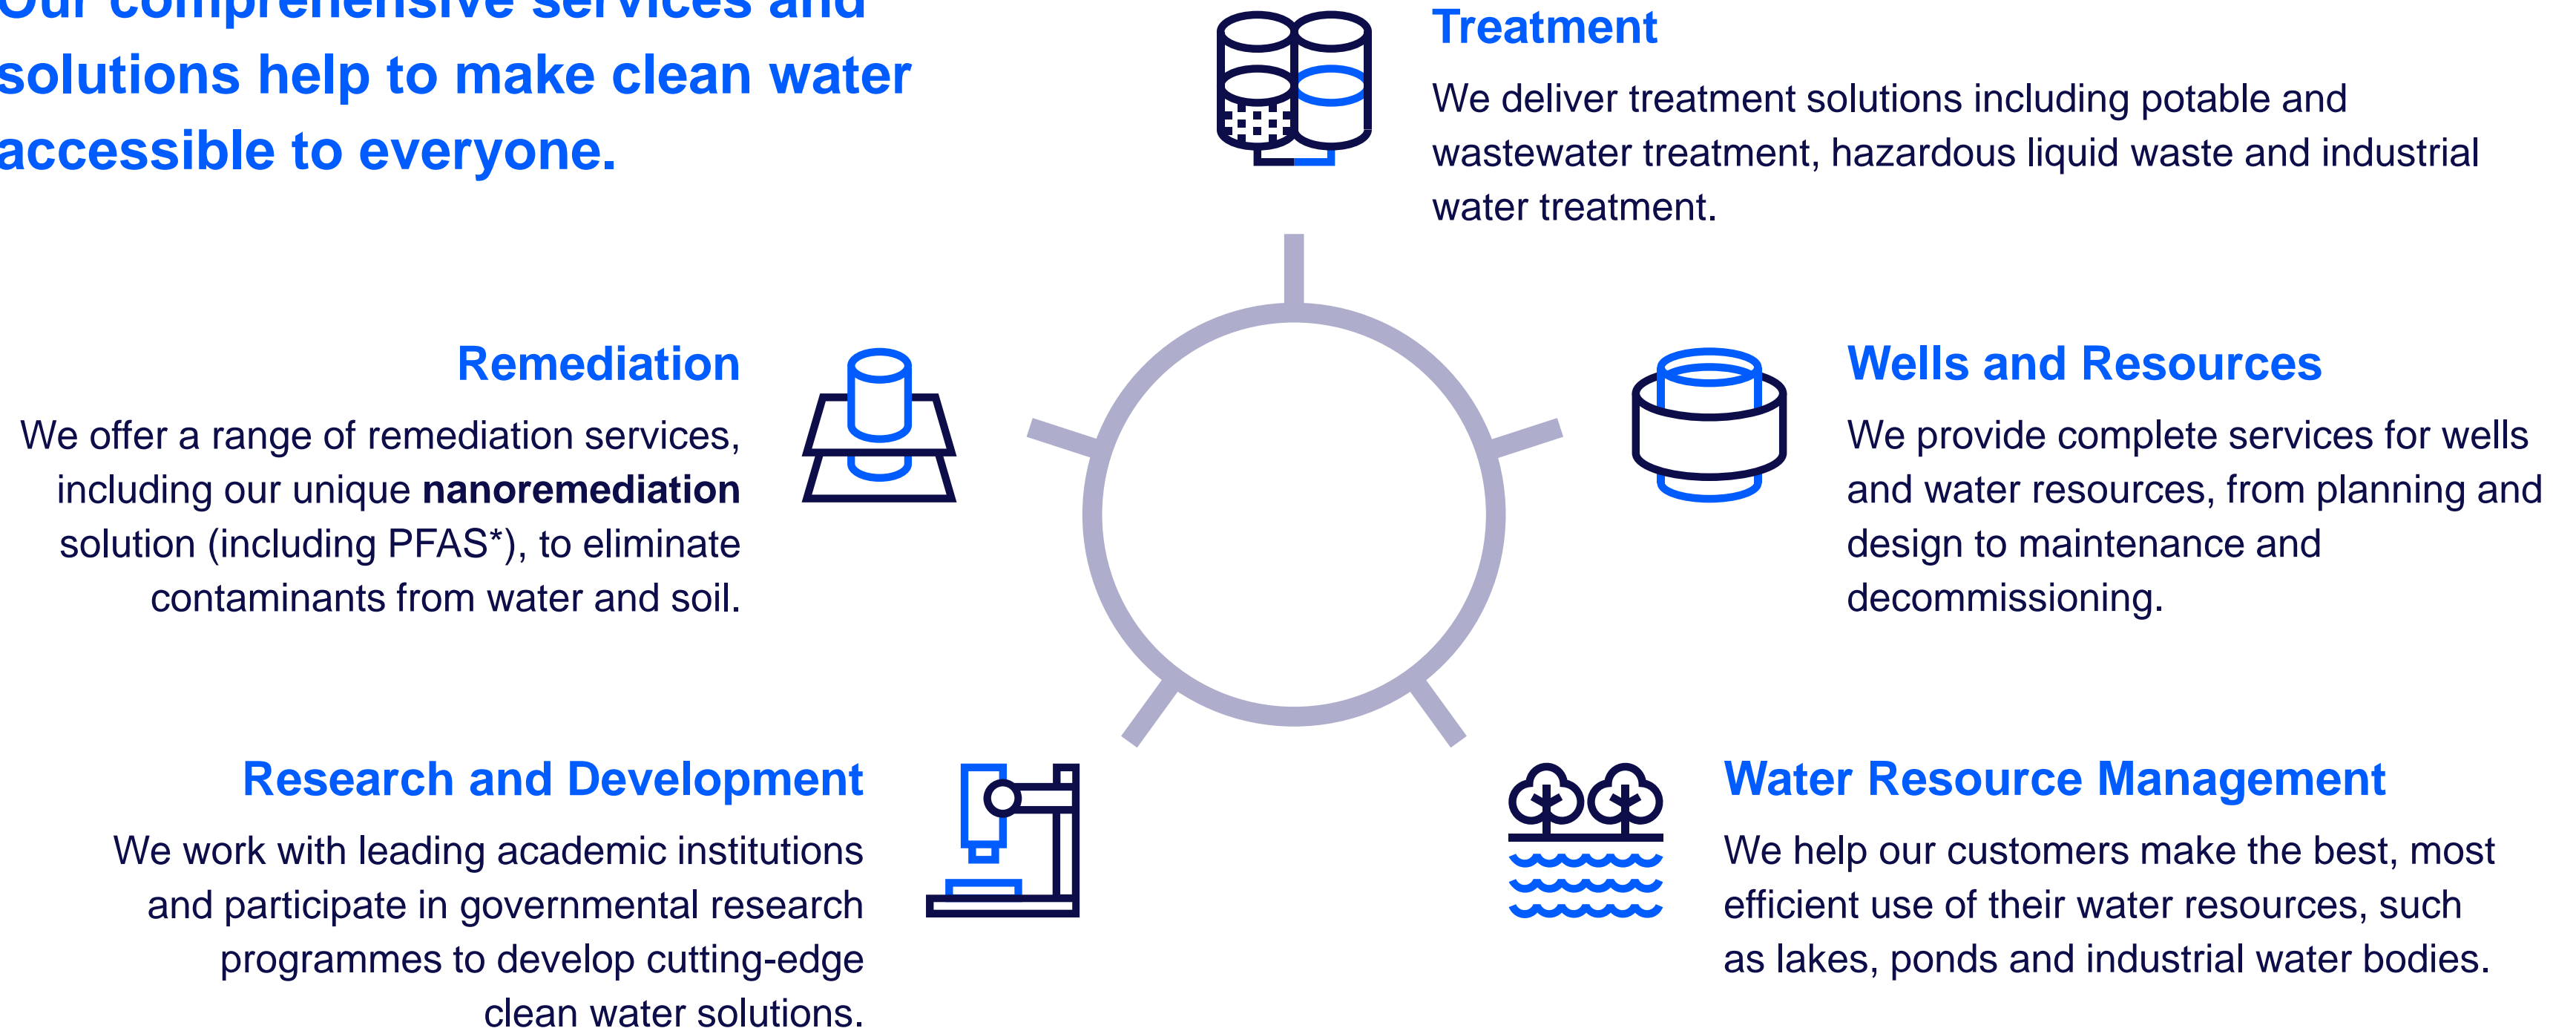 Our comprehensive services and
solutions help to make clean water
accessible to everyone.
Treatment
We deliver treatment solutions including potable and
wastewater treatment, hazardous liquid waste and industrial
water treatment.
Remediation
We offer a range of remediation services,
including our unique nanoremediation
solution (including PFAS*), to eliminate
contaminants from water and soil.
Wells and Resources
We provide complete services for wells
and water resources, from planning and
design to maintenance and
decommissioning.
Research and Development
We work with leading academic institutions
and participate in governmental research
programmes to develop cutting-edge
clean water solutions.
Water Resource Management
We help our customers make the best, most
efficient use of their water resources, such
as lakes, ponds and industrial water bodies.